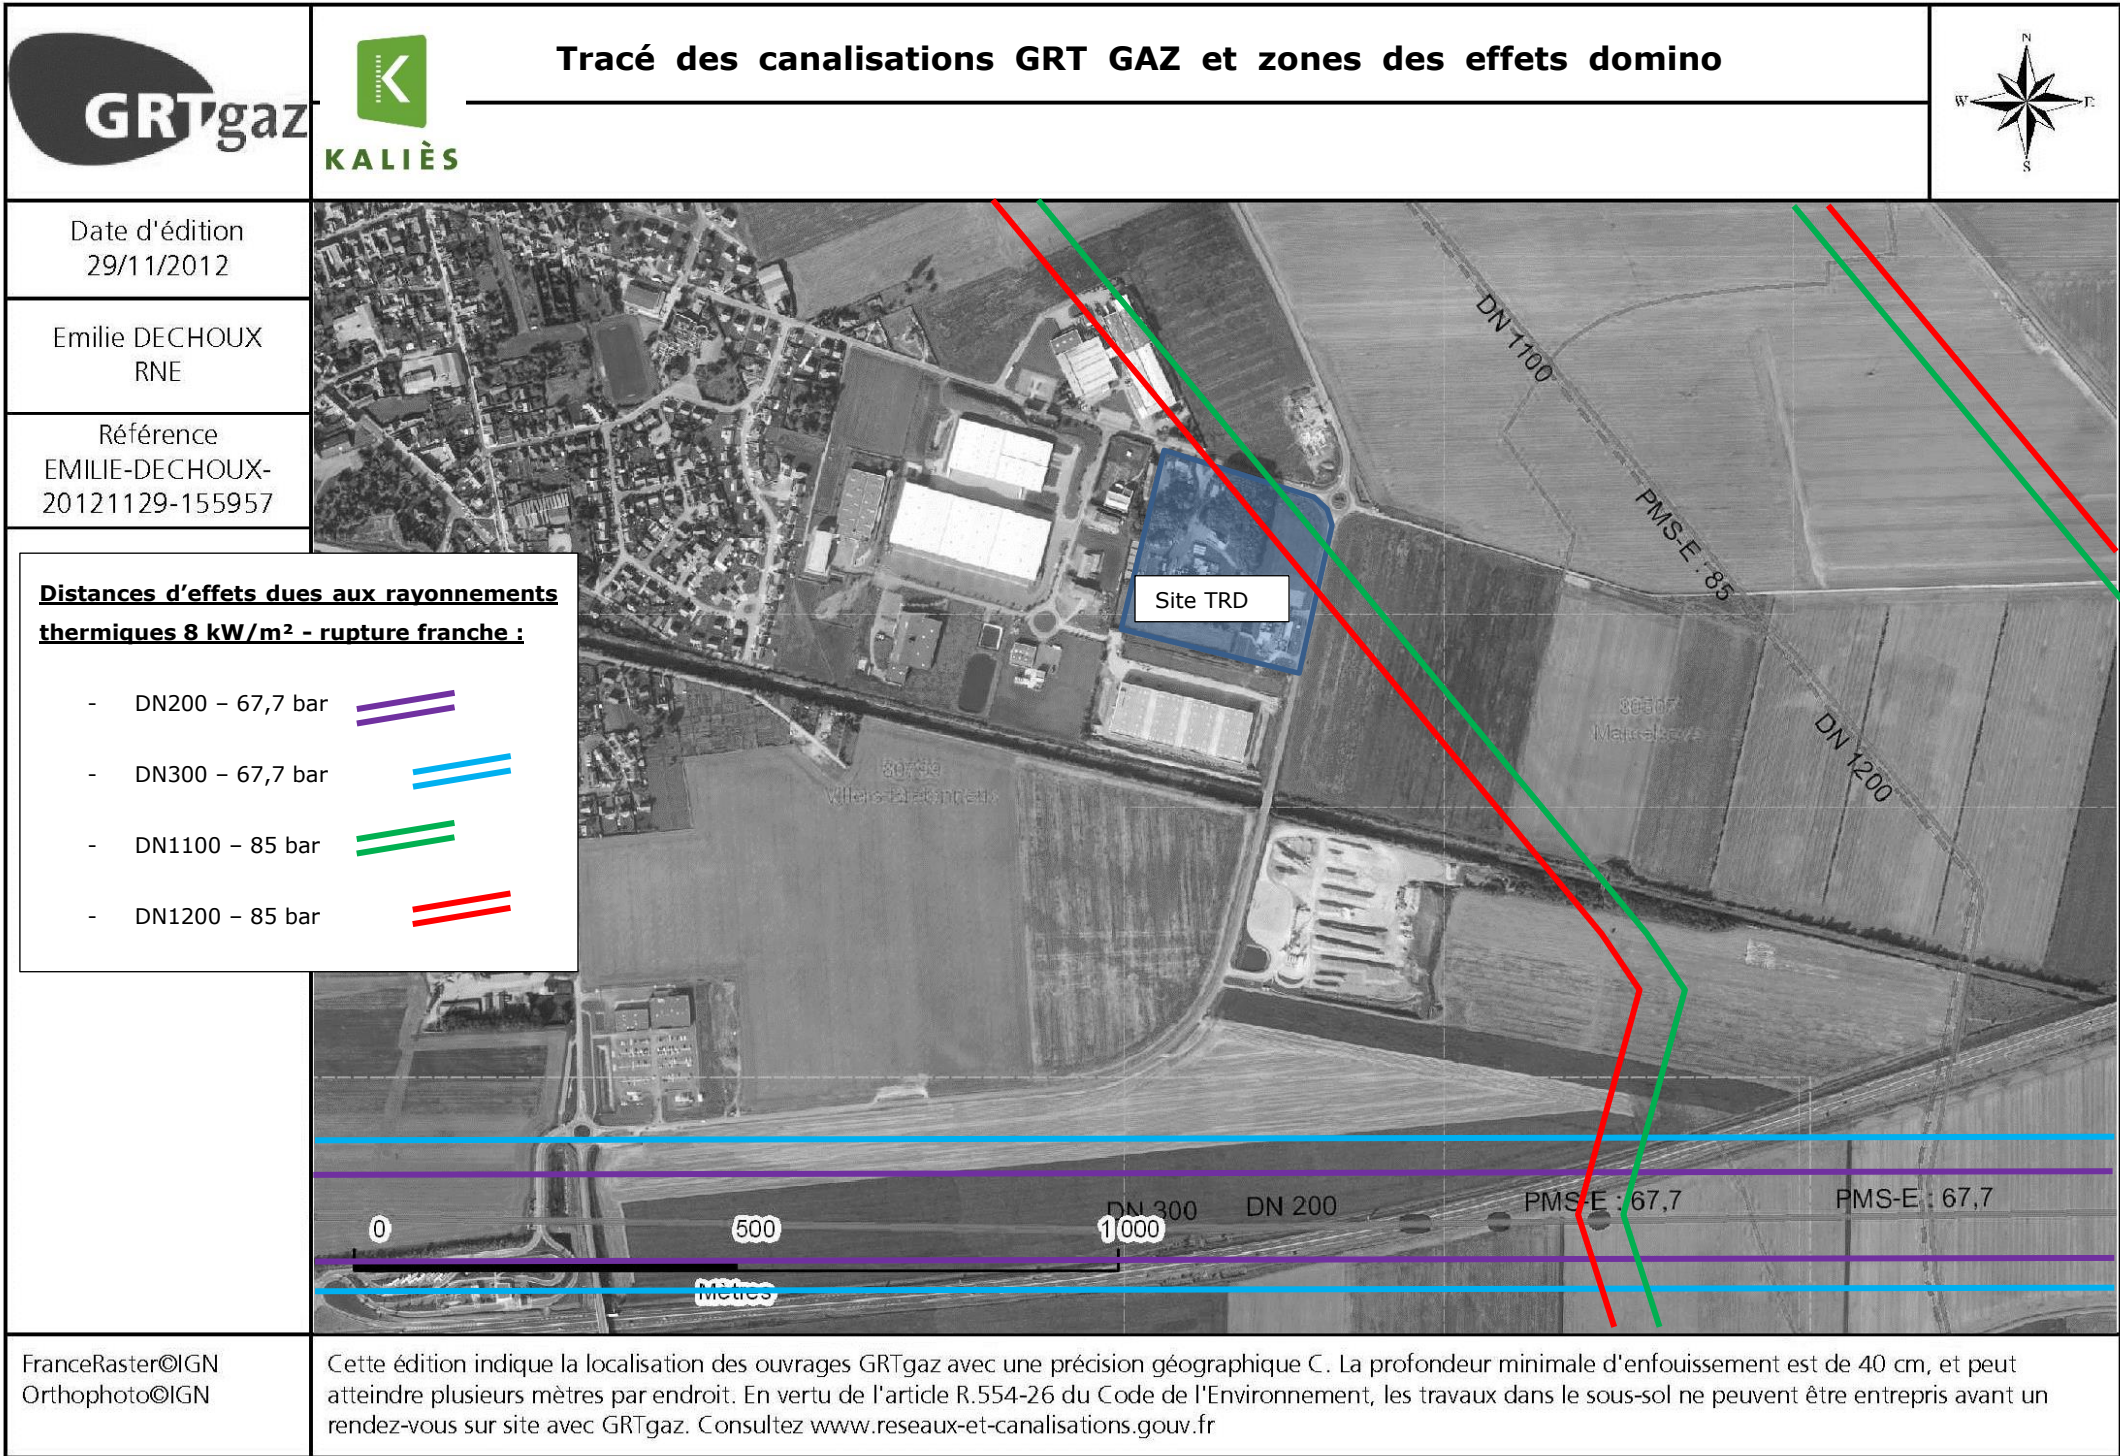 GRTgaz
KALIÈS
Tracé des canalisations GRT GAZ et zones des effets domino
N
W
E
S
Date d'édition
29/11/2012
Emilie DECHOUX
RNE
Référence
EMILIE-DECHOUX-
20121129-155957
Distances d'effets dues aux rayonnements
thermiques 8 kW/m² - rupture franche :
- DN200 – 67,7 bar
- DN300 – 67,7 bar
- DN1100 – 85 bar
- DN1200 – 85 bar
DN 1100
PMS-E : 85
DN 1200
Site TRD
DN 300
DN 200
PMS-E : 67,7
PMS-E : 67,7
0
500
1 000
Mètres
FranceRaster©IGN
Orthophoto©IGN
Cette édition indique la localisation des ouvrages GRTgaz avec une précision géographique C. La profondeur minimale d'enfouissement est de 40 cm, et peut
atteindre plusieurs mètres par endroit. En vertu de l'article R.554-26 du Code de l'Environnement, les travaux dans le sous-sol ne peuvent être entrepris avant un
rendez-vous sur site avec GRTgaz. Consultez www.reseaux-et-canalisations.gouv.fr